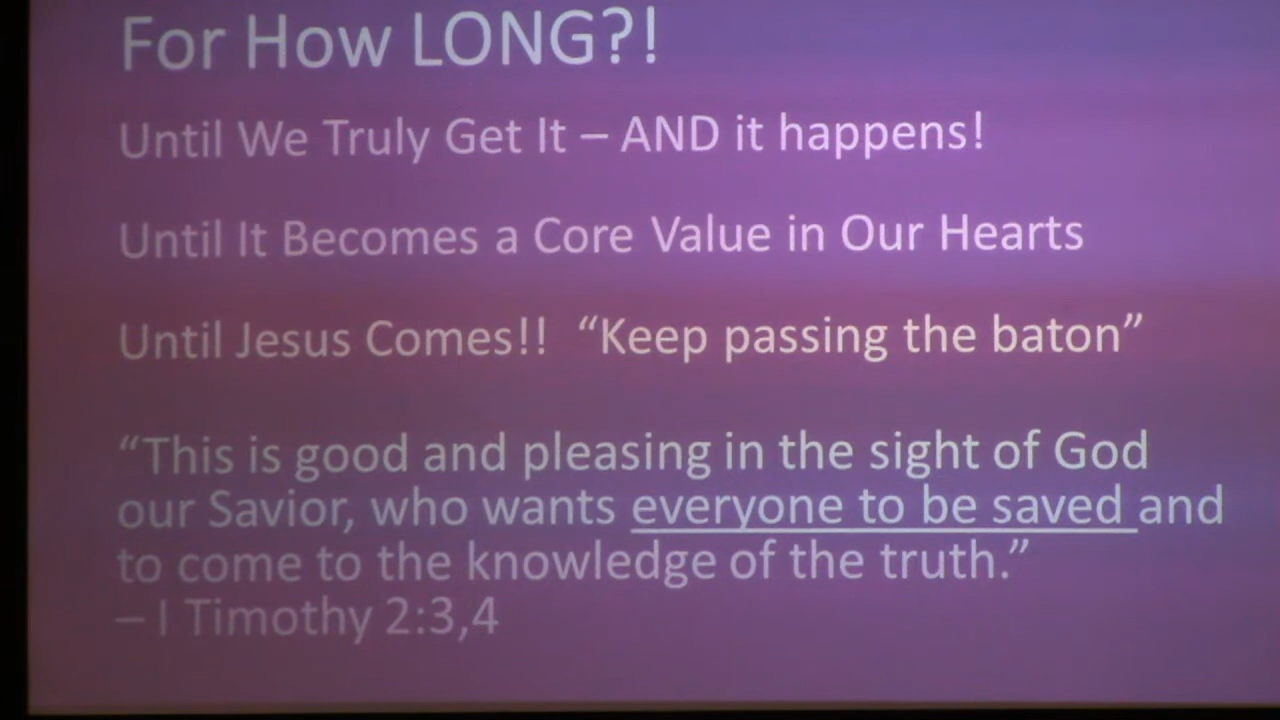 For How LONG?!
Until We Truly Get It – AND it happens!
Until It Becomes a Core Value in Our Hearts
Until Jesus Comes!! “Keep passing the baton”
“This is good and pleasing in the sight of God
our Savior, who wants everyone to be saved and
to come to the knowledge of the truth.”
– I Timothy 2:3,4